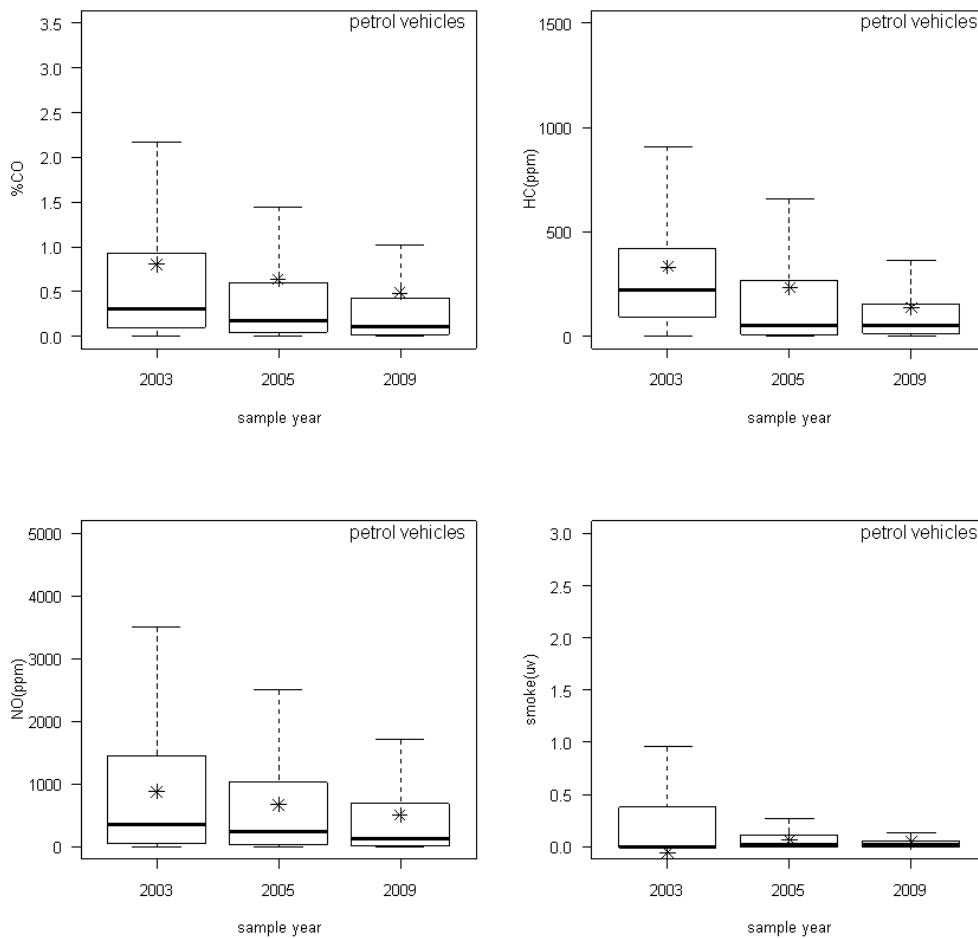 petrol vehicles
3.5
3.0
2.5
2.0
1.5
1.0
0.5
0.0
%CO
2003 2005 2009
sample year
petrol vehicles
1500
1000
500
0
HC(ppm)
2003 2005 2009
sample year
petrol vehicles
5000
4000
3000
2000
1000
0
NO(ppm)
2003 2005 2009
sample year
petrol vehicles
3.0
2.5
2.0
1.5
1.0
0.5
0.0
smoke(uv)
2003 2005 2009
sample year